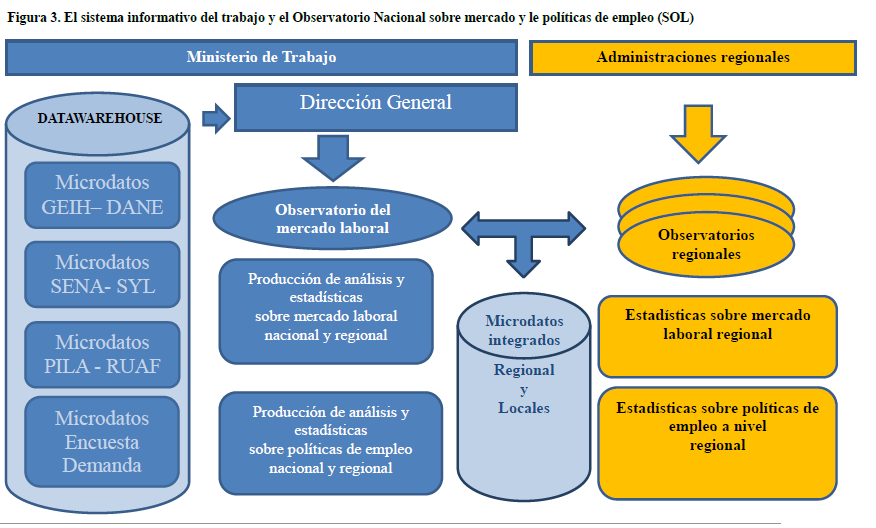 Figura 3. El sistema informativo del trabajo y el Observatorio Nacional sobre mercado y le políticas de empleo (SOL)
Ministerio de Trabajo
Administraciones regionales
DATAWAREHOUSE
Microdatos
GEIH– DANE
Microdatos
SENA- SYL
Microdatos
PILA - RUAF
Microdatos
Encuesta
Demanda
Dirección General
Observatorio del
mercado laboral
Producción de análisis y
estadísticas
sobre mercado laboral
nacional y regional
Producción de análisis y
estadísticas
sobre políticas de empleo
nacional y regional
Microdatos
integrados
Regional
y
Locales
Observatorios
regionales
Estadísticas sobre mercado
laboral regional
Estadísticas sobre políticas de
empleo a nivel
regional